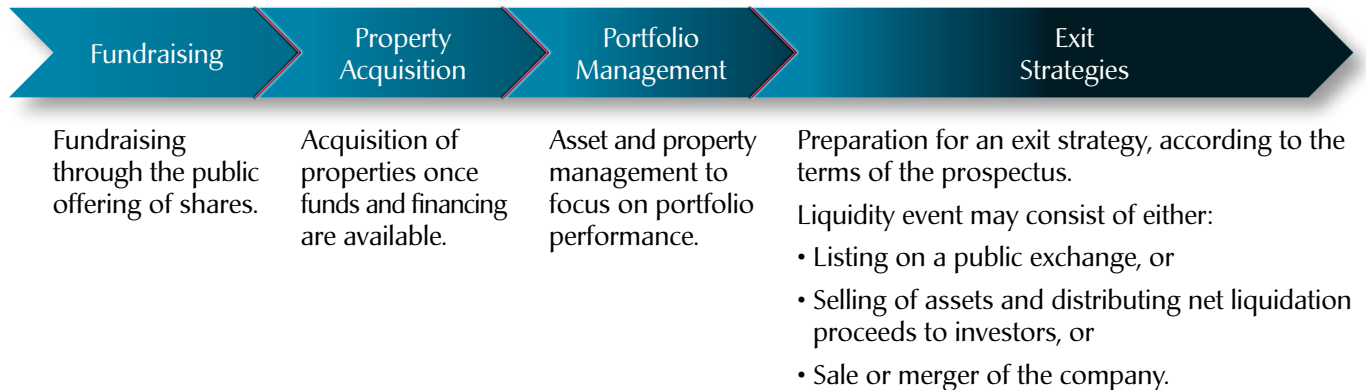 Fundraising
Property
Acquisition
Portfolio
Management
Exit
Strategies
Fundraising
through the public
offering of shares.
Acquisition of
properties once
funds and financing
are available.
Asset and property
management to
focus on portfolio
performance.
Preparation for an exit strategy, according to the
terms of the prospectus.
Liquidity event may consist of either:
• Listing on a public exchange, or
• Selling of assets and distributing net liquidation
proceeds to investors, or
• Sale or merger of the company.